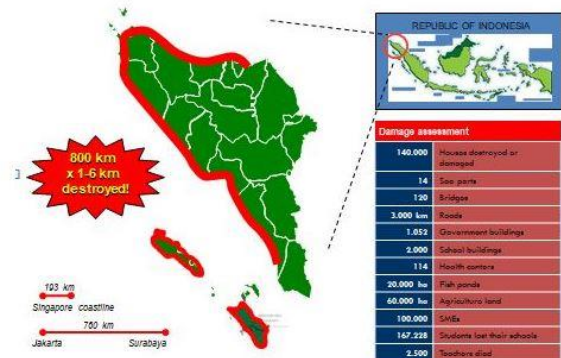 REPUBLIC OF INDONESIA
Damage assessment
140.000 Houses destroyed or
damaged
14 Sea ports
120 Bridges
3.000 km Roads
1.052 Government buildings
2.000 School buildings
114 Health centers
20.000 ha Fish ponds
60.000 ha Agriculture land
100.000 SMEs
167.228 Students lost their schools
2.500 Teachers died
800 km
x 1-6 km
destroyed!
193 km
Singapore coastline
760 km
Jakarta Surabaya